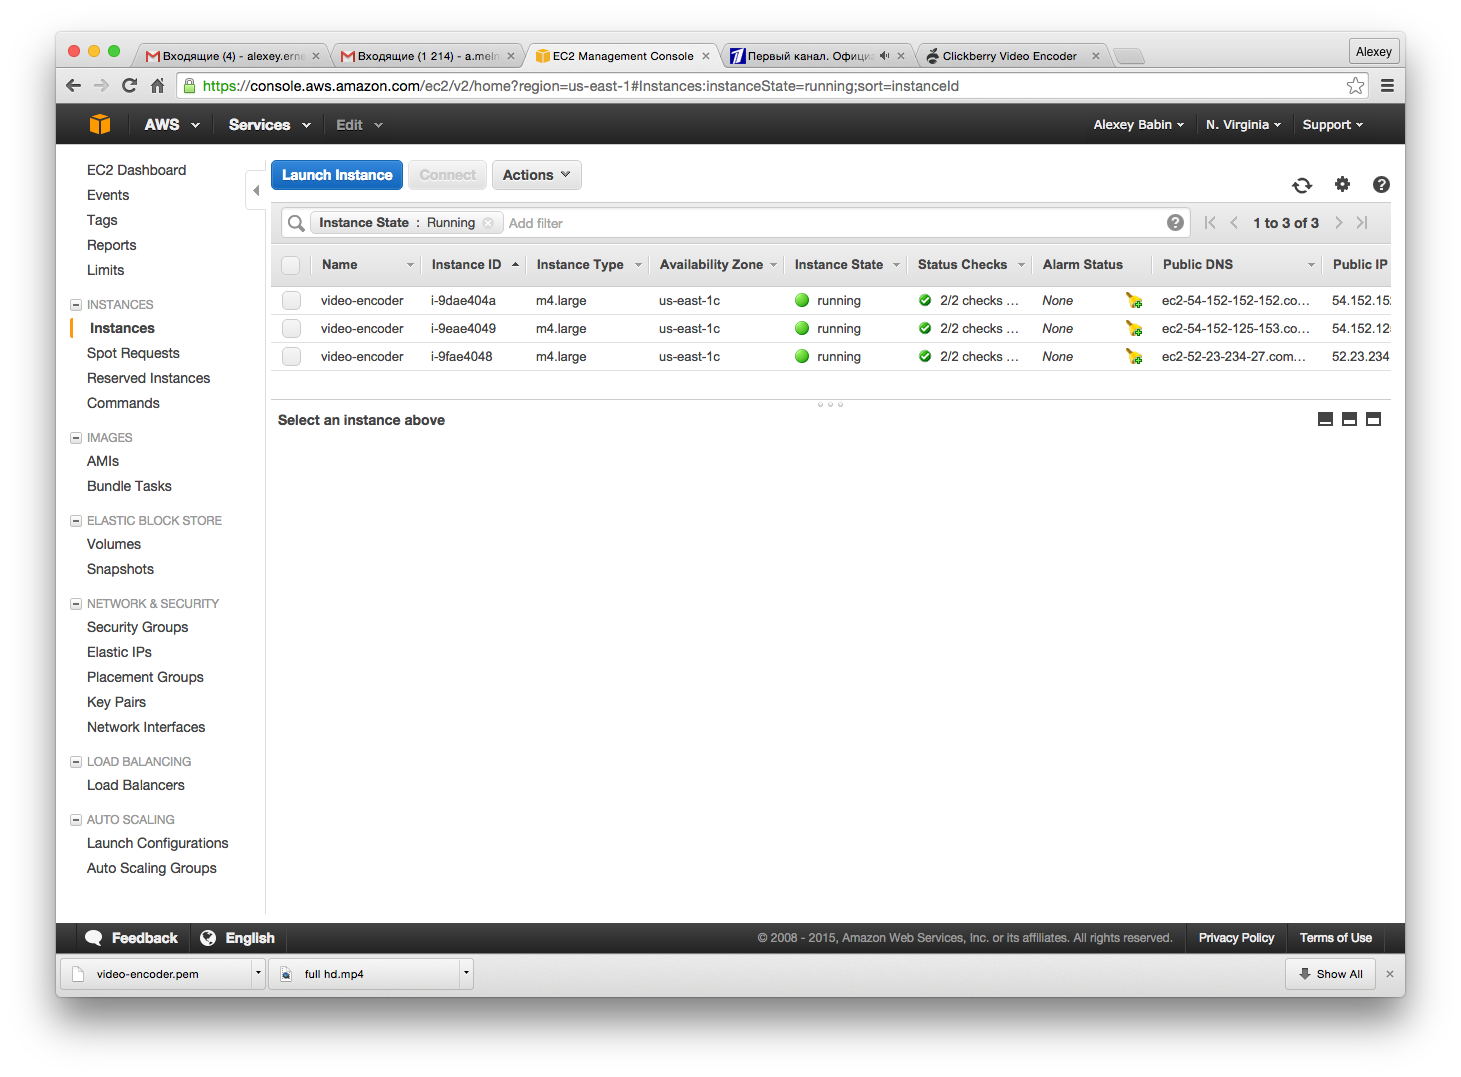 Входящие (4) - alexey.erne
Входящие (1 214) - a.meln
EC2 Management Console
Первый канал. Официа
Clickberry Video Encoder
Alexey
https://console.aws.amazon.com/ec2/v2/home?region=us-east-1#Instances:instanceState=running;sort=instanceId
AWS Services Edit Alexey Babin N. Virginia Support
EC2 Dashboard
Events
Tags
Reports
Limits
INSTANCES
Instances
Spot Requests
Reserved Instances
Commands
IMAGES
AMIs
Bundle Tasks
ELASTIC BLOCK STORE
Volumes
Snapshots
NETWORK & SECURITY
Security Groups
Elastic IPs
Placement Groups
Key Pairs
Network Interfaces
LOAD BALANCING
Load Balancers
AUTO SCALING
Launch Configurations
Auto Scaling Groups
Launch Instance Connect Actions
Instance State : Running Add filter 1 to 3 of 3
Name Instance ID Instance Type Availability Zone Instance State Status Checks Alarm Status Public DNS Public IP
video-encoder i-9dae404a m4.large us-east-1c running 2/2 checks ... None ec2-54-152-152-152.co... 54.152.15
video-encoder i-9eae4049 m4.large us-east-1c running 2/2 checks ... None ec2-54-152-125-153.co... 54.152.12
video-encoder i-9fae4048 m4.large us-east-1c running 2/2 checks ... None ec2-52-23-234-27.com... 52.23.234
Select an instance above
Feedback English © 2008 - 2015, Amazon Web Services, Inc. or its affiliates. All rights reserved. Privacy Policy Terms of Use
video-encoder.pem full hd.mp4 Show All